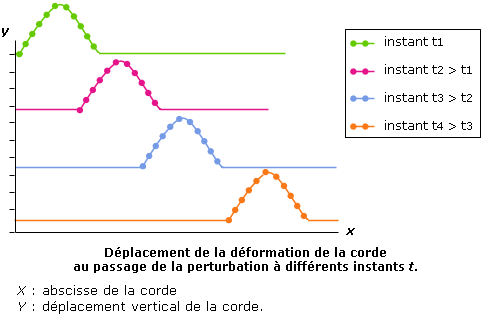 y
instant t1
instant t2 > t1
instant t3 > t2
instant t4 > t3
x
Déplacement de la déformation de la corde
au passage de la perturbation à différents instants t.
X : abscisse de la corde
Y : déplacement vertical de la corde.